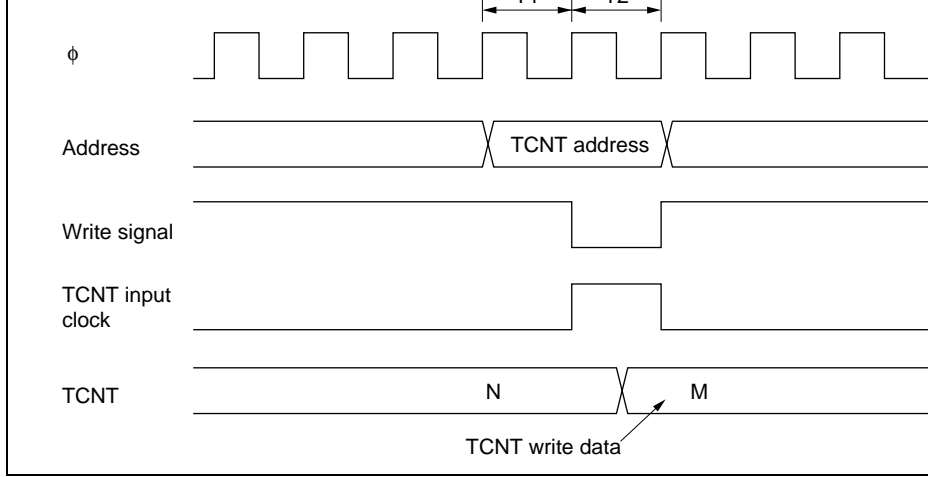 φ
Address
TCNT address
Write signal
TCNT input
clock
TCNT
N
M
TCNT write data